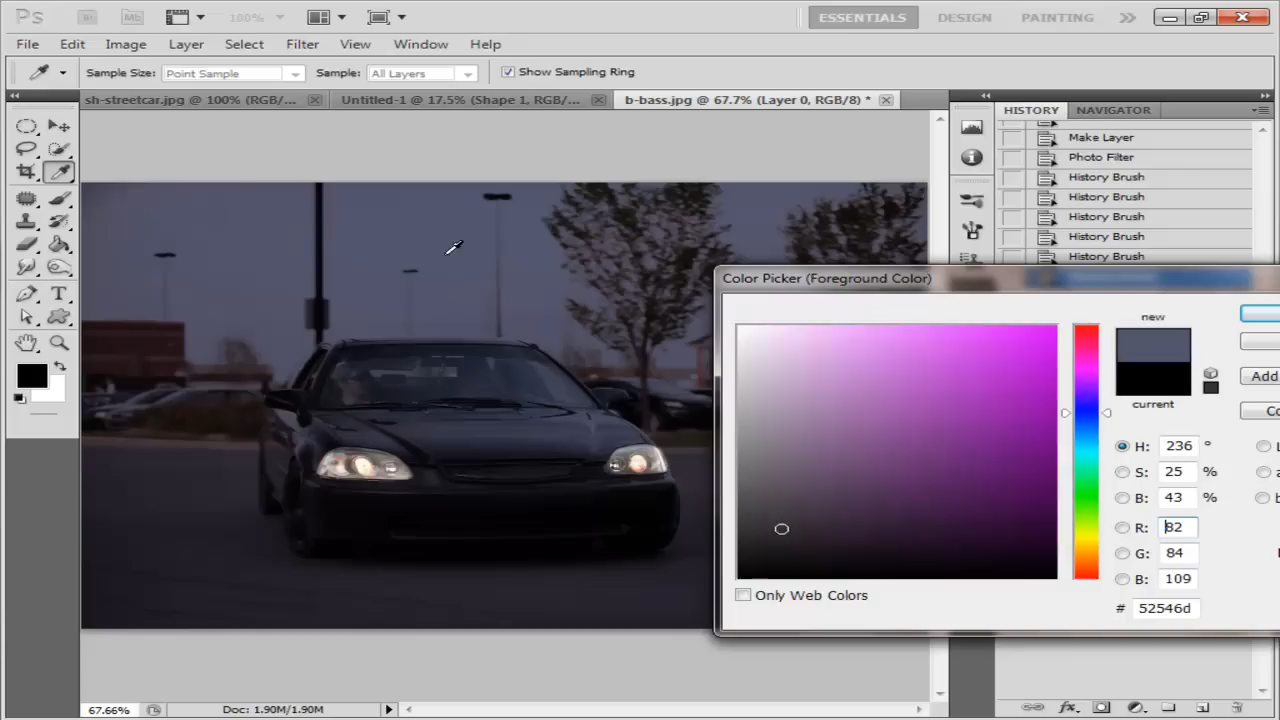 Ps Br Mb 100% ESSENTIALS DESIGN PAINTING
File Edit Image Layer Select Filter View Window Help
Sample Size: Point Sample Sample: All Layers Show Sampling Ring
sh-streetcar.jpg @ 100% (RGB/... Untitled-1 @ 17.5% (Shape 1, RGB/... b-bass.jpg @ 67.7% (Layer 0, RGB/8) *
HISTORY NAVIGATOR
Make Layer
Photo Filter
History Brush
History Brush
History Brush
History Brush
History Brush
Color Picker (Foreground Color)
new
Add
current
H: 236 °
S: 25 %
B: 43 %
R: 82
G: 84
B: 109
# 52546d
Only Web Colors
67.66% Doc: 1.90M/1.90M